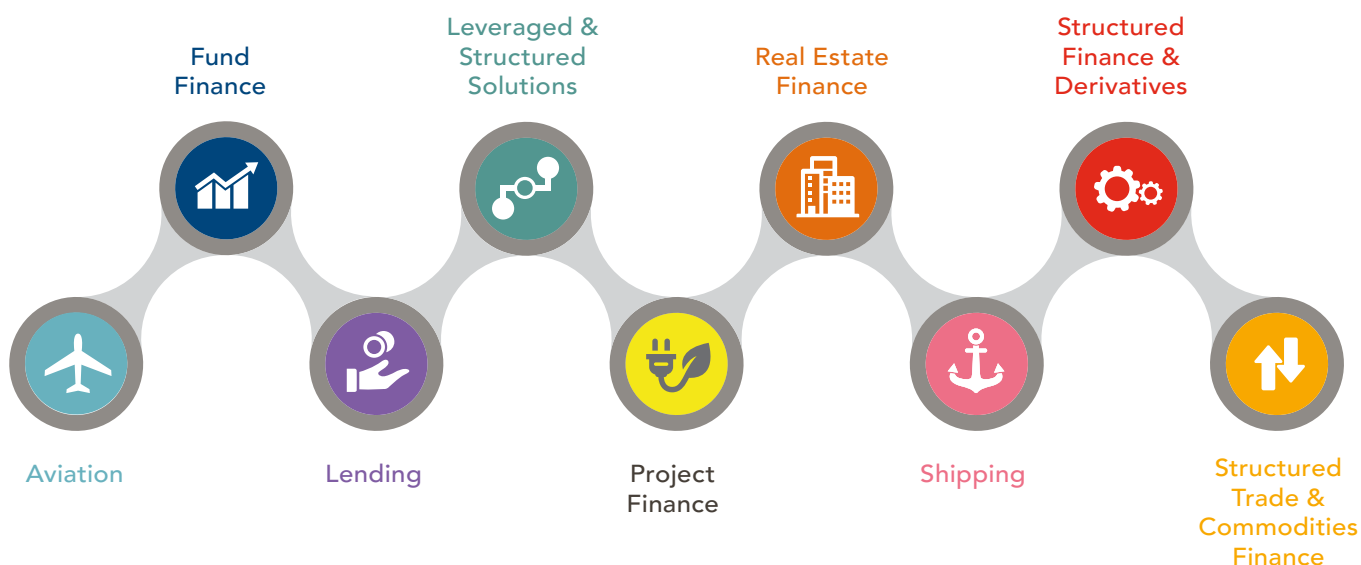 Fund
Finance
Leveraged &
Structured
Solutions
Real Estate
Finance
Structured
Finance &
Derivatives
Aviation
Lending
Project
Finance
Shipping
Structured
Trade &
Commodities
Finance